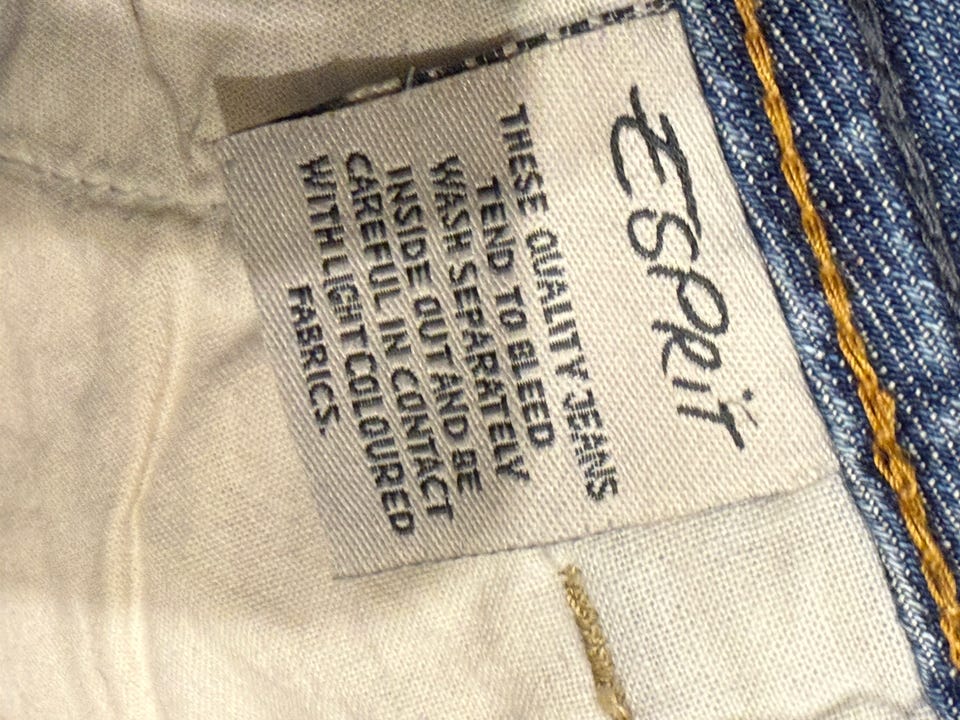 ESPRiT
THESE QUALITY JEANS
TEND TO BLEED
WASH SEPARATELY
INSIDE OUT AND BE
CAREFUL IN CONTACT
WITH LIGHT COLOURED
FABRICS.